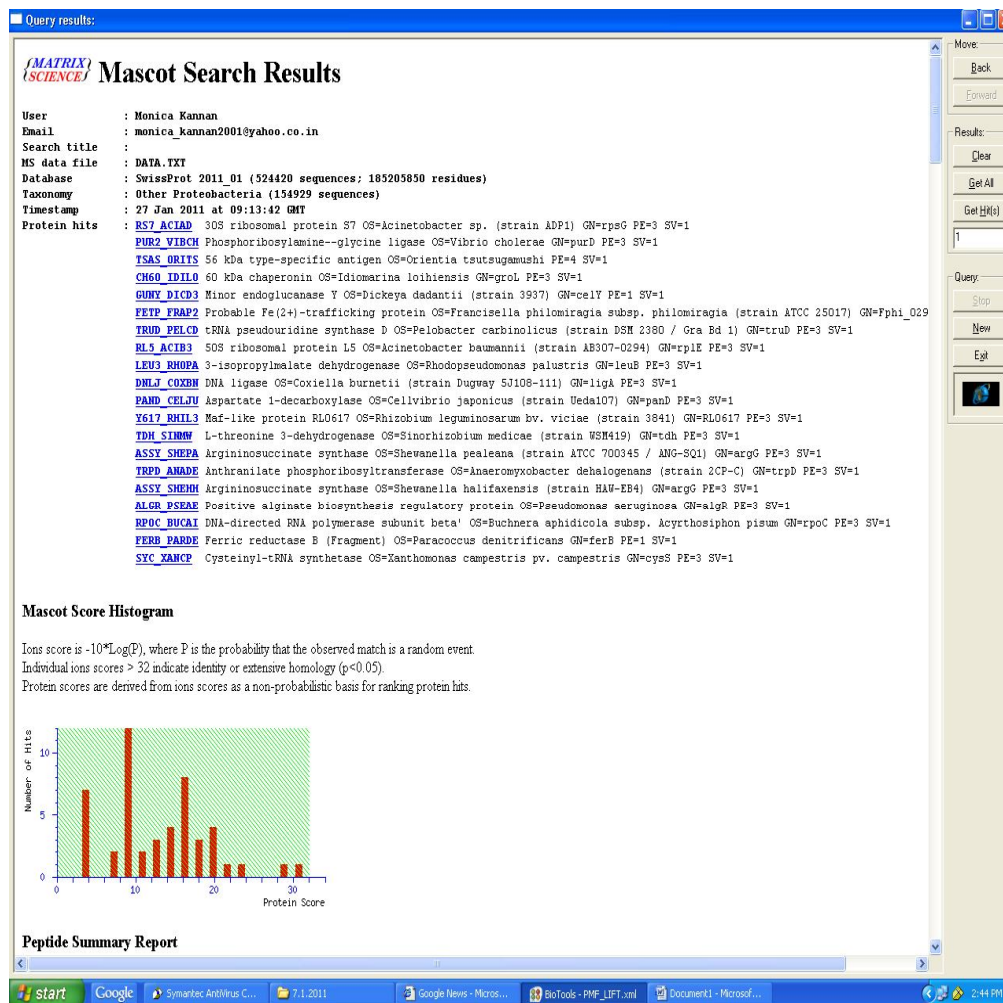 Query results:
{MATRIX SCIENCE} Mascot Search Results
User : Monica Kannan
Email : monica_kannan2001@yahoo.co.in
Search title :
MS data file : DATA.TXT
Database : SwissProt 2011_01 (524420 sequences; 185205850 residues)
Taxonomy : Other Proteobacteria (154929 sequences)
Timestamp : 27 Jan 2011 at 09:13:42 GMT
Protein hits : RS7_ACIAD 30S ribosomal protein S7 OS=Acinetobacter sp. (strain ADP1) GN=rpsG PE=3 SV=1
PUR2_VIBCH Phosphoribosylamine--glycine ligase OS=Vibrio cholerae GN=purD PE=3 SV=1
TSAS_ORITS 56 kDa type-specific antigen OS=Orientia tsutsugamushi PE=4 SV=1
CH60_IDILO 60 kDa chaperonin OS=Idiomarina loihiensis GN=groL PE=3 SV=1
GUNY_DICD3 Minor endoglucanase Y OS=Dickeya dadantii (strain 3937) GN=celY PE=1 SV=1
FETP_FRAP2 Probable Fe(2+)-trafficking protein OS=Francisella philomiragia subsp. philomiragia (strain ATCC 25017) GN=Fphi_029
TRUD_PELCD tRNA pseudouridine synthase D OS=Pelobacter carbinolicus (strain DSM 2380 / Gra Bd 1) GN=truD PE=3 SV=1
RL5_ACIB3 50S ribosomal protein L5 OS=Acinetobacter baumannii (strain AB307-0294) GN=rplE PE=3 SV=1
LEU3_RHOPA 3-isopropylmalate dehydrogenase OS=Rhodopseudomonas palustris GN=leuB PE=3 SV=1
DNLJ_COXBN DNA ligase OS=Coxiella burnetii (strain Dugway 5J108-111) GN=ligA PE=3 SV=1
PAND_CELJU Aspartate 1-decarboxylase OS=Cellvibrio japonicus (strain Ueda107) GN=panD PE=3 SV=1
Y617_RHIL3 Maf-like protein RL0617 OS=Rhizobium leguminosarum bv. viciae (strain 3841) GN=RL0617 PE=3 SV=1
TDH_SINMW L-threonine 3-dehydrogenase OS=Sinorhizobium medicae (strain WSM419) GN=tdh PE=3 SV=1
ASSY_SHEPA Argininosuccinate synthase OS=Shewanella pealeana (strain ATCC 700345 / ANG-SQ1) GN=argG PE=3 SV=1
TRPD_ANADE Anthranilate phosphoribosyltransferase OS=Anaeromyxobacter dehalogenans (strain 2CP-C) GN=trpD PE=3 SV=1
ASSY_SHEHH Argininosuccinate synthase OS=Shewanella halifaxensis (strain HAW-EB4) GN=argG PE=3 SV=1
ALGR_PSEAE Positive alginate biosynthesis regulatory protein OS=Pseudomonas aeruginosa GN=algR PE=3 SV=1
RPOC_BUCAI DNA-directed RNA polymerase subunit beta' OS=Buchnera aphidicola subsp. Acyrthosiphon pisum GN=rpoC PE=3 SV=1
FERB_PARDE Ferric reductase B (Fragment) OS=Paracoccus denitrificans GN=ferB PE=1 SV=1
SYC_XANCP Cysteinyl-tRNA synthetase OS=Xanthomonas campestris pv. campestris GN=cysS PE=3 SV=1
Mascot Score Histogram
Ions score is -10*Log(P), where P is the probability that the observed match is a random event.
Individual ions scores > 32 indicate identity or extensive homology (p<0.05).
Protein scores are derived from ions scores as a non-probabilistic basis for ranking protein hits.
Number of Hits
10
5
0
0 10 20 30
Protein Score
Peptide Summary Report
Move:
Back
Forward
Results:
Clear
Get All
Get Hit(s)
1
Query:
Stop
New
Exit
start Google Symantec AntiVirus C... 7.1.2011 Google News - Micros... BioTools - PMF_LIFT.xml Document1 - Microsof... 2:44 PM